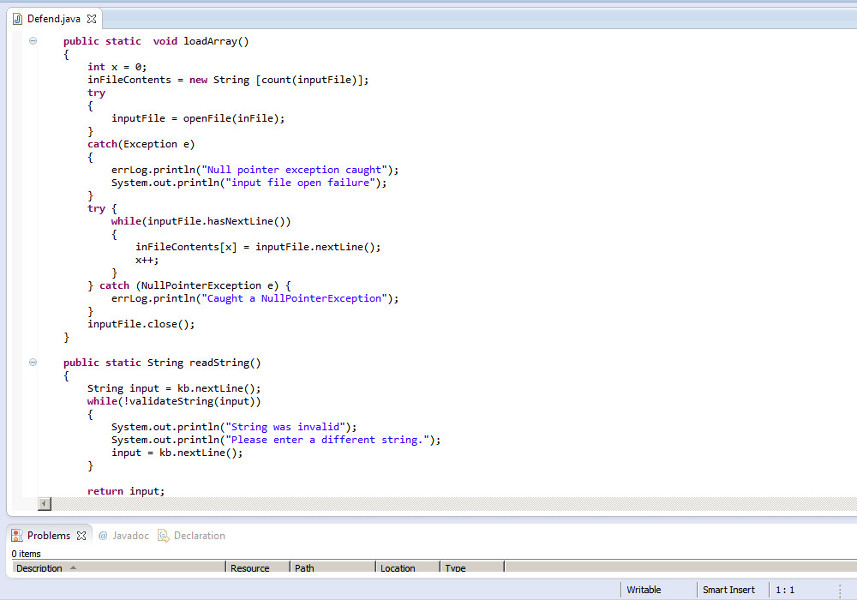 Defend.java
public static  void loadArray()
{
int x = 0;
inFileContents = new String [count(inputFile)];
try
{
inputFile = openFile(inFile);
}
catch(Exception e)
{
errLog.println("Null pointer exception caught");
System.out.println("input file open failure");
}
try {
while(inputFile.hasNextLine())
{
inFileContents[x] = inputFile.nextLine();
x++;
}
} catch (NullPointerException e) {
errLog.println("Caught a NullPointerException");
}
inputFile.close();
}
public static String readString()
{
String input = kb.nextLine();
while(!validateString(input))
{
System.out.println("String was invalid");
System.out.println("Please enter a different string.");
input = kb.nextLine();
}
return input;
Problems @ Javadoc Declaration
0 items
Description Resource Path Location Type
Writable Smart Insert 1 : 1